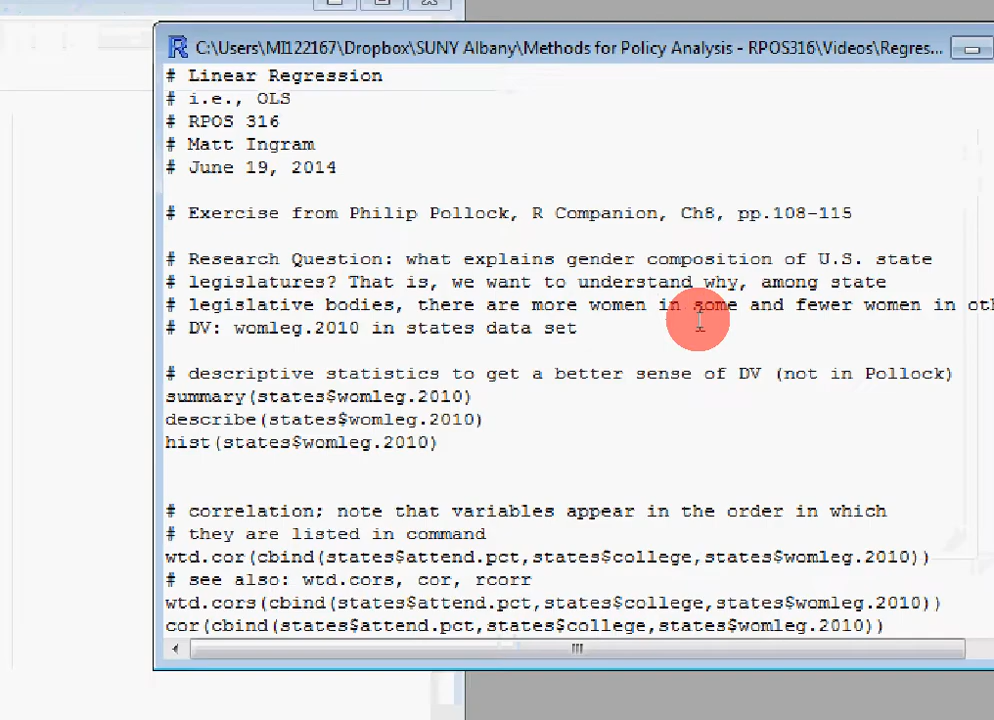 C:\Users\MI122167\Dropbox\SUNY Albany\Methods for Policy Analysis - RPOS316\Videos\Regres...
# Linear Regression
# i.e., OLS
# RPOS 316
# Matt Ingram
# June 19, 2014
# Exercise from Philip Pollock, R Companion, Ch8, pp.108-115
# Research Question: what explains gender composition of U.S. state
# legislatures? That is, we want to understand why, among state
# legislative bodies, there are more women in some and fewer women in oth
# DV: womleg.2010 in states data set
# descriptive statistics to get a better sense of DV (not in Pollock)
summary(states$womleg.2010)
describe(states$womleg.2010)
hist(states$womleg.2010)
# correlation; note that variables appear in the order in which
# they are listed in command
wtd.cor(cbind(states$attend.pct,states$college,states$womleg.2010))
# see also: wtd.cors, cor, rcorr
wtd.cors(cbind(states$attend.pct,states$college,states$womleg.2010))
cor(cbind(states$attend.pct,states$college,states$womleg.2010))